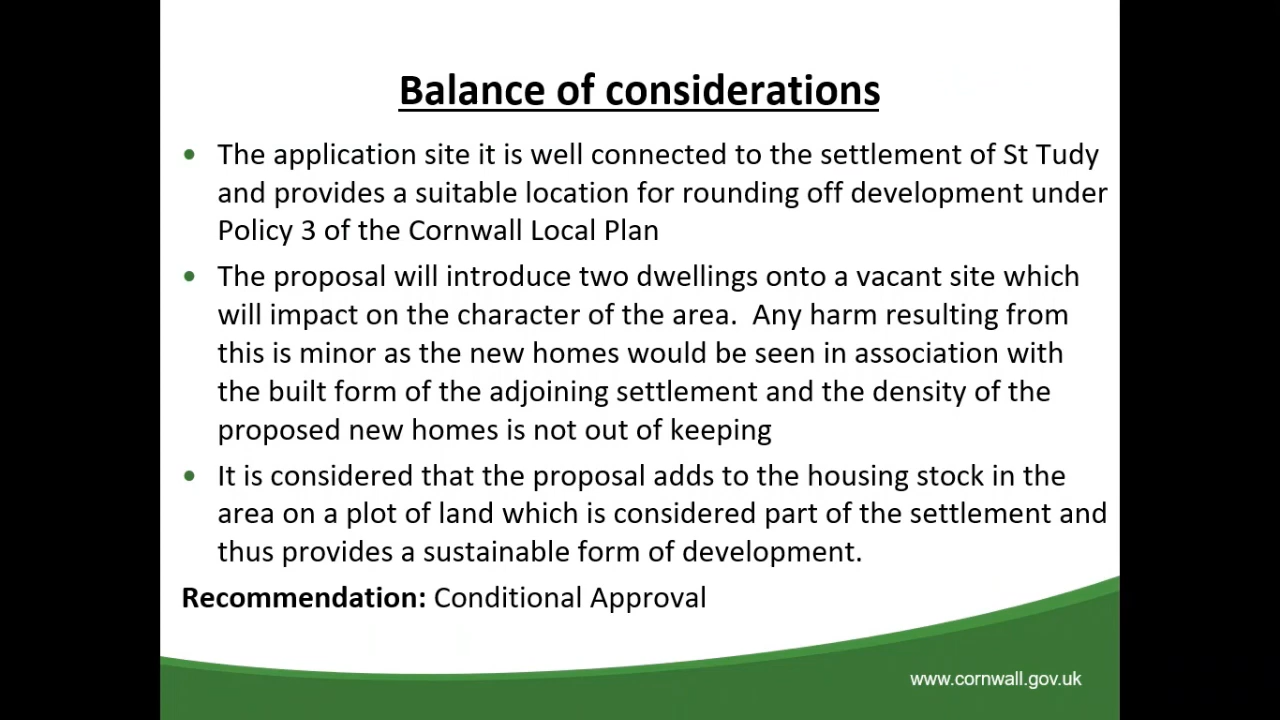 Balance of considerations
• The application site it is well connected to the settlement of St Tudy
and provides a suitable location for rounding off development under
Policy 3 of the Cornwall Local Plan
• The proposal will introduce two dwellings onto a vacant site which
will impact on the character of the area.  Any harm resulting from
this is minor as the new homes would be seen in association with
the built form of the adjoining settlement and the density of the
proposed new homes is not out of keeping
• It is considered that the proposal adds to the housing stock in the
area on a plot of land which is considered part of the settlement and
thus provides a sustainable form of development.
Recommendation: Conditional Approval
www.cornwall.gov.uk